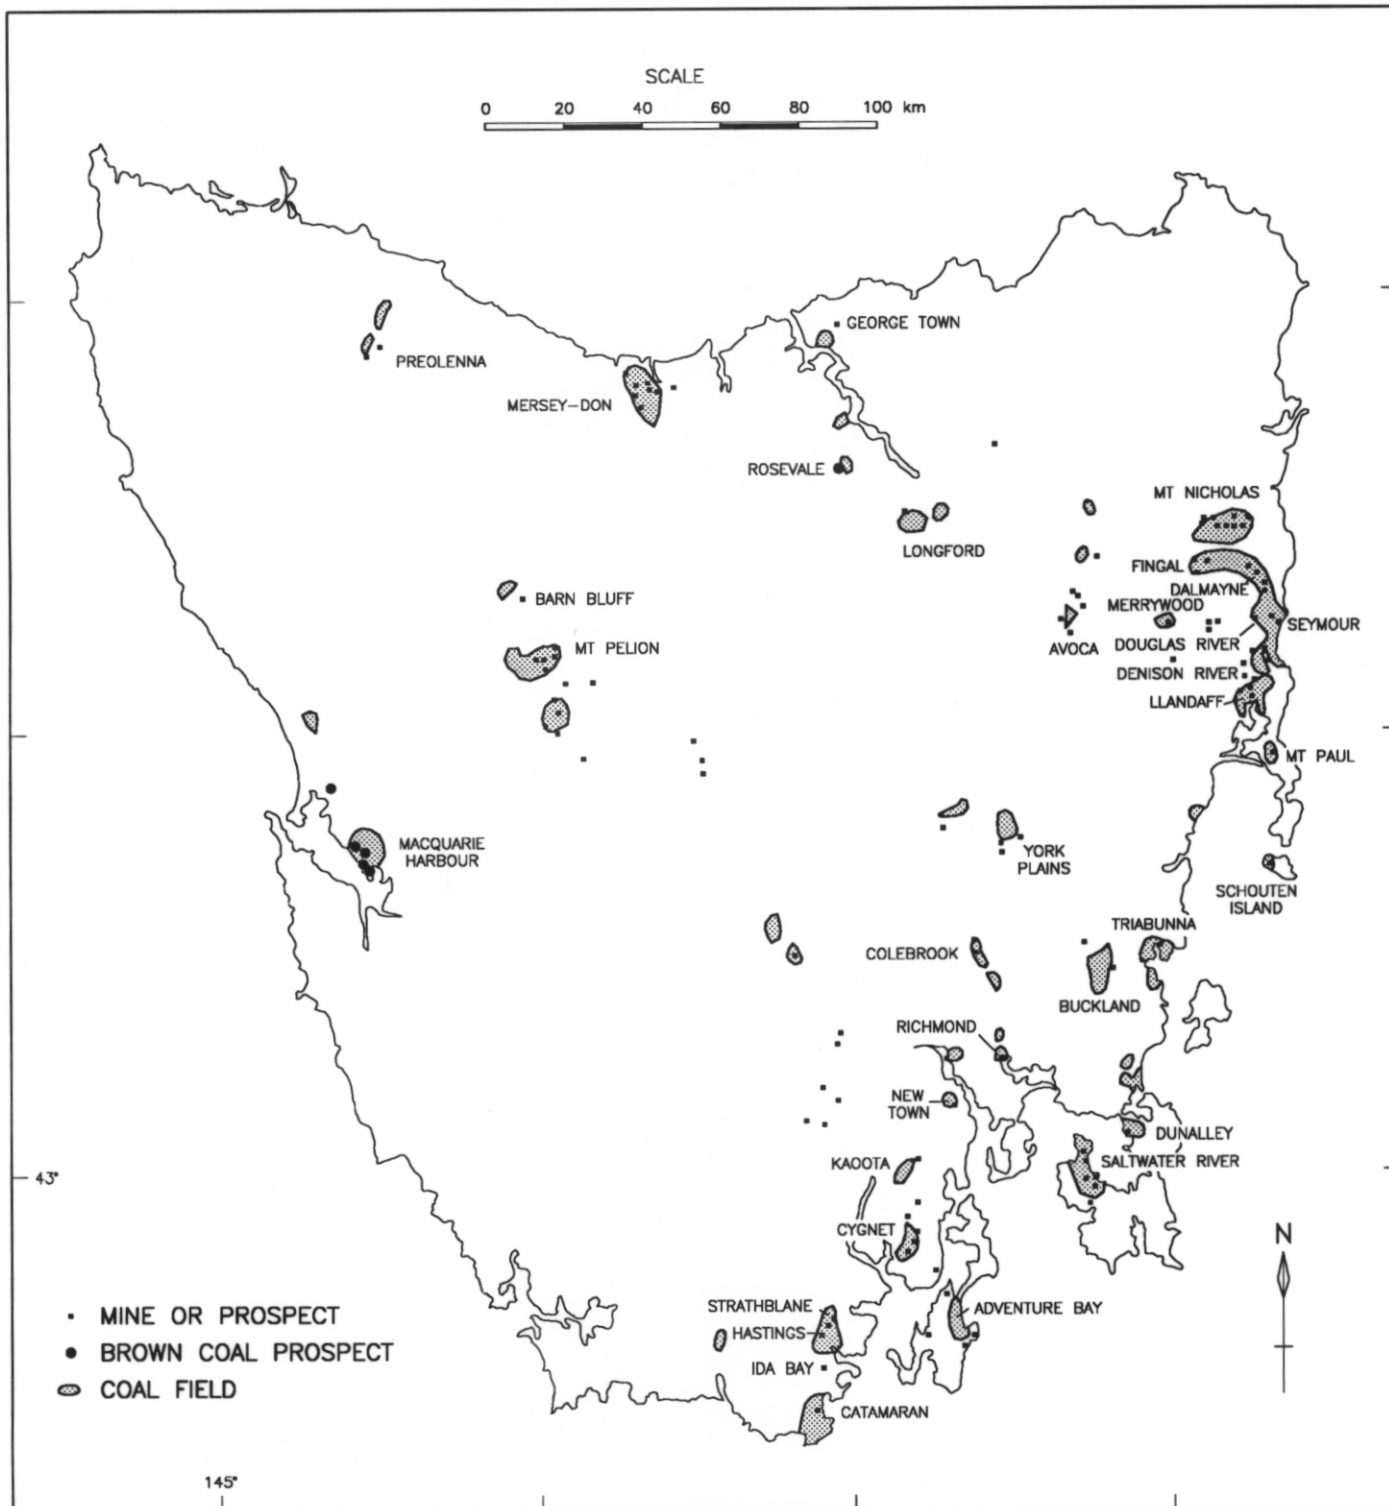 SCALE
0 20 40 60 80 100 km
GEORGE TOWN
PREOLENNA
MERSEY-DON
ROSEVALE
MT NICHOLAS
LONGFORD
FINGAL
DALMAYNE
BARN BLUFF
MERRYWOOD
SEYMOUR
DOUGLAS RIVER
AVOCA
MT PELION
DENISON RIVER
LLANDAFF
MT PAUL
MACQUARIE
HARBOUR
YORK
PLAINS
SCHOUTEN
ISLAND
TRIABUNNA
COLEBROOK
BUCKLAND
RICHMOND
NEW
TOWN
DUNALLEY
KAOOTA
SALTWATER RIVER
43°
CYGNET
N
STRATHBLANE
ADVENTURE BAY
HASTINGS
IDA BAY
CATAMARAN
MINE OR PROSPECT
BROWN COAL PROSPECT
COAL FIELD
145°